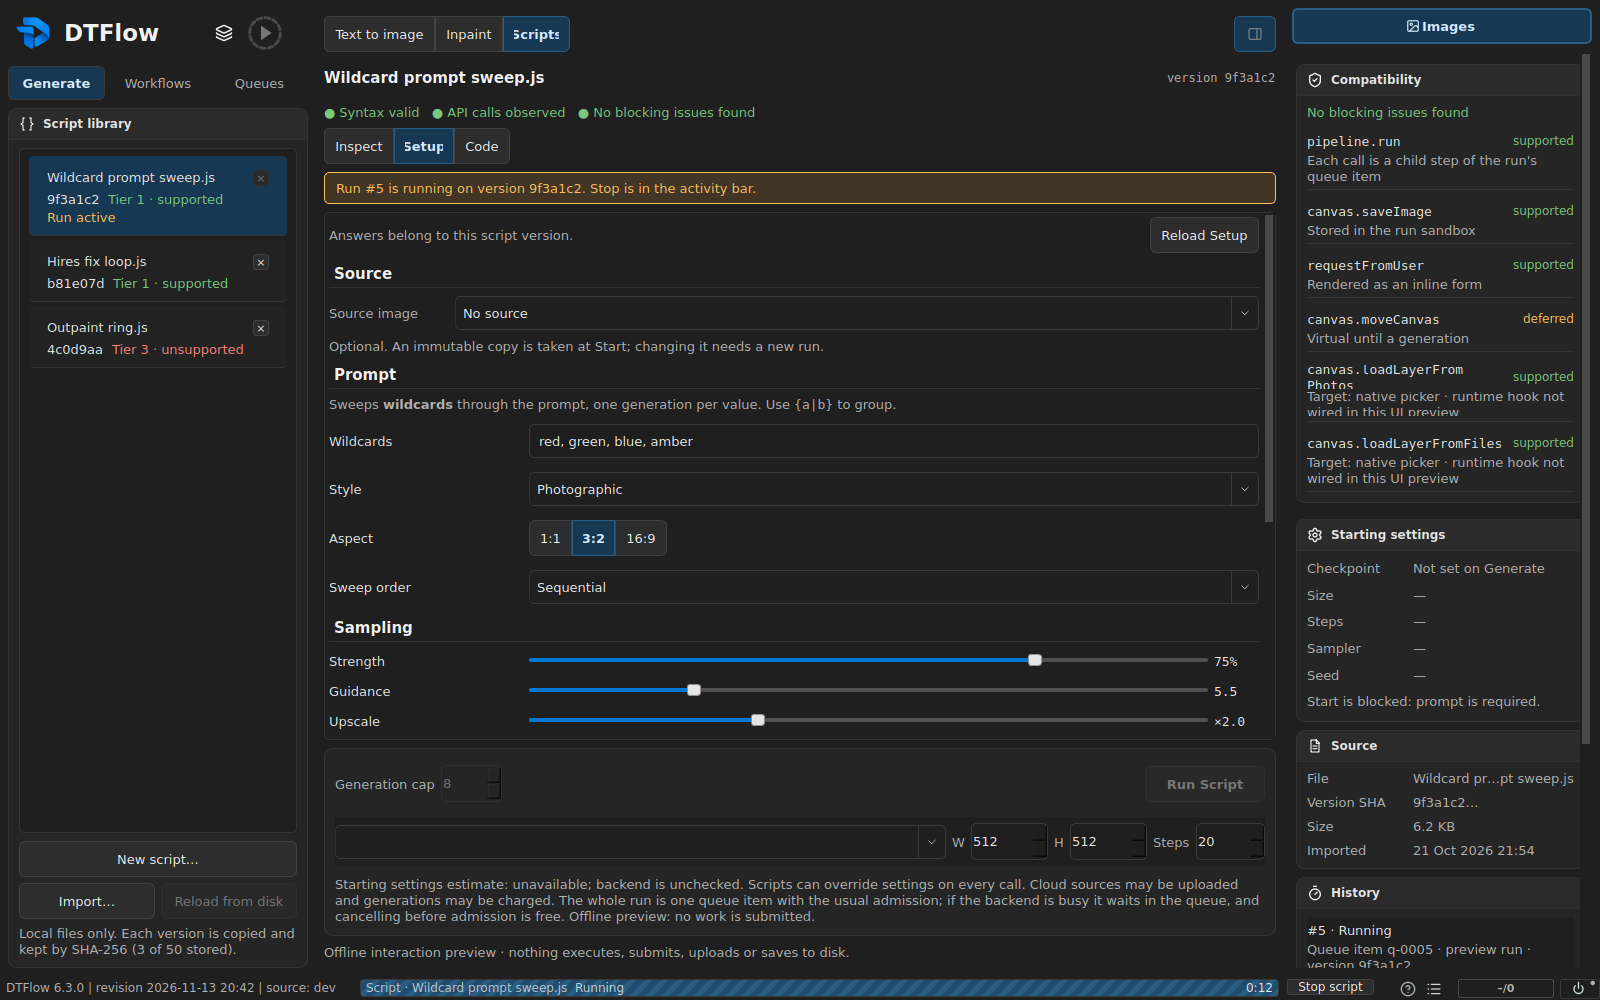 DTFlow
Generate
Workflows
Queues
Script library
Wildcard prompt sweep.js
9f3a1c2 Tier 1 · supported
Run active
Hires fix loop.js
b81e07d Tier 1 · supported
Outpaint ring.js
4c0d9aa Tier 3 · unsupported
New script...
Import...
Reload from disk
Local files only. Each version is copied and
kept by SHA-256 (3 of 50 stored).
Text to image
Inpaint
Scripts
Wildcard prompt sweep.js
version 9f3a1c2
Syntax valid
API calls observed
No blocking issues found
Inspect
Setup
Code
Run #5 is running on version 9f3a1c2. Stop is in the activity bar.
Answers belong to this script version.
Reload Setup
Source
Source image
No source
Optional. An immutable copy is taken at Start; changing it needs a new run.
Prompt
Sweeps wildcards through the prompt, one generation per value. Use {a|b} to group.
Wildcards
red, green, blue, amber
Style
Photographic
Aspect
1:1
3:2
16:9
Sweep order
Sequential
Sampling
Strength
75%
Guidance
5.5
Upscale
×2.0
Generation cap
8
Run Script
W
512
H
512
Steps
20
Starting settings estimate: unavailable; backend is unchecked. Scripts can override settings on every call. Cloud sources may be uploaded
and generations may be charged. The whole run is one queue item with the usual admission; if the backend is busy it waits in the queue, and
cancelling before admission is free. Offline preview: no work is submitted.
Offline interaction preview · nothing executes, submits, uploads or saves to disk.
Images
Compatibility
No blocking issues found
pipeline.run
supported
Each call is a child step of the run's
queue item
canvas.saveImage
supported
Stored in the run sandbox
requestFromUser
supported
Rendered as an inline form
canvas.moveCanvas
deferred
Virtual until a generation
canvas.loadLayerFrom
Photos
supported
Target: native picker · runtime hook not
wired in this UI preview
canvas.loadLayerFromFiles
supported
Target: native picker · runtime hook not
wired in this UI preview
Starting settings
Checkpoint
Not set on Generate
Size
—
Steps
—
Sampler
—
Seed
—
Start is blocked: prompt is required.
Source
File
Wildcard pr…pt sweep.js
Version SHA
9f3a1c2…
Size
6.2 KB
Imported
21 Oct 2026 21:54
History
#5 · Running
Queue item q-0005 · preview run ·
version 9f3a1c2
DTFlow 6.3.0 | revision 2026-11-13 20:42 | source: dev
Script · Wildcard prompt sweep.js Running
0:12
Stop script
-/0